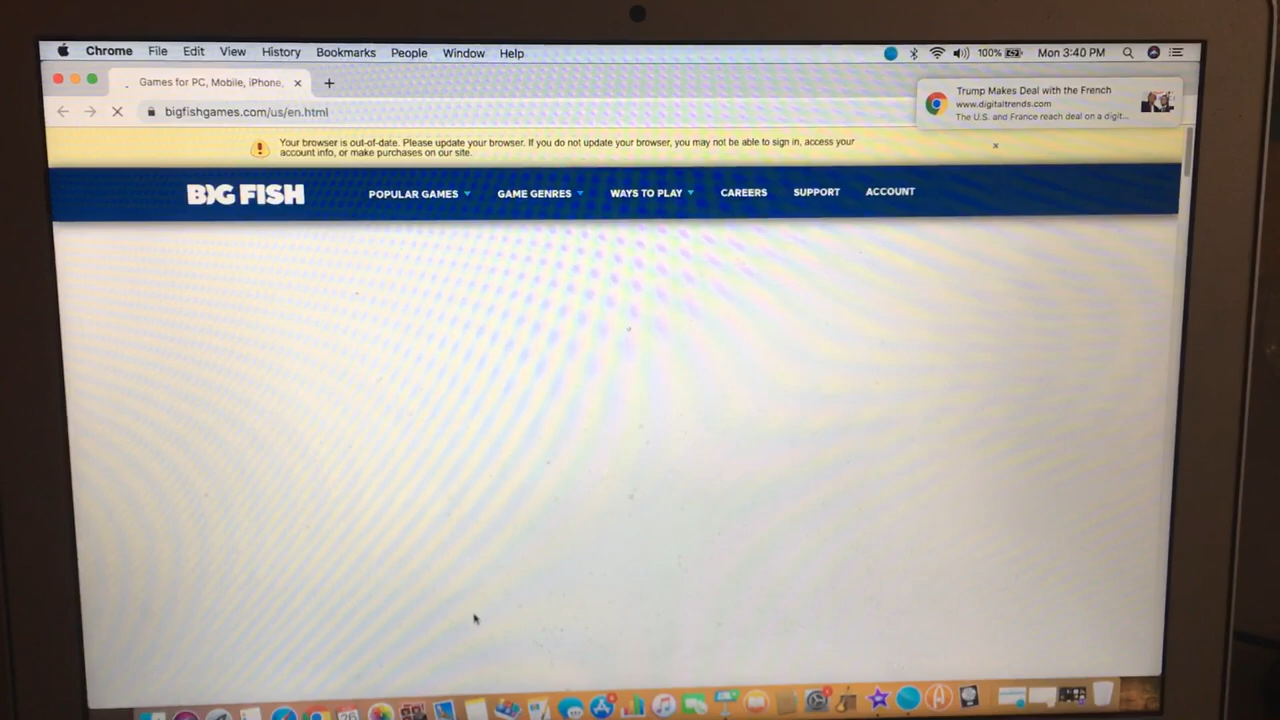 Chrome File Edit View History Bookmarks People Window Help 100% Mon 3:40 PM
Games for PC, Mobile, iPhone,
bigfishgames.com/us/en.html
Trump Makes Deal with the French
www.digitaltrends.com
The U.S. and France reach deal on a digit...
Your browser is out-of-date. Please update your browser. If you do not update your browser, you may not be able to sign in, access your
account info, or make purchases on our site.
BIG FISH POPULAR GAMES GAME GENRES WAYS TO PLAY CAREERS SUPPORT ACCOUNT
26